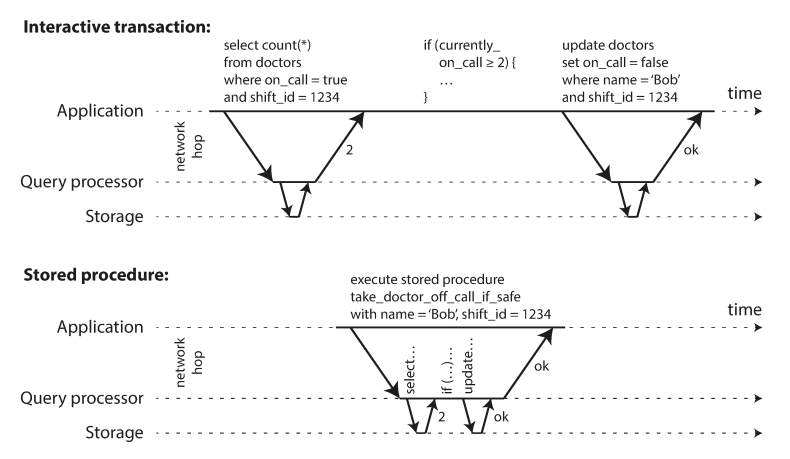 Interactive transaction:
select count(*)
from doctors
where on_call = true
and shift_id = 1234
if (currently_
on_call ≥ 2) {
…
}
update doctors
set on_call = false
where name = ‘Bob’
and shift_id = 1234
time
Application
network
hop
2
ok
Query processor
Storage
Stored procedure:
execute stored procedure
take_doctor_off_call_if_safe
with name = ‘Bob’, shift_id = 1234
time
Application
network
hop
select…
if (…)…
update…
ok
Query processor
2
ok
Storage